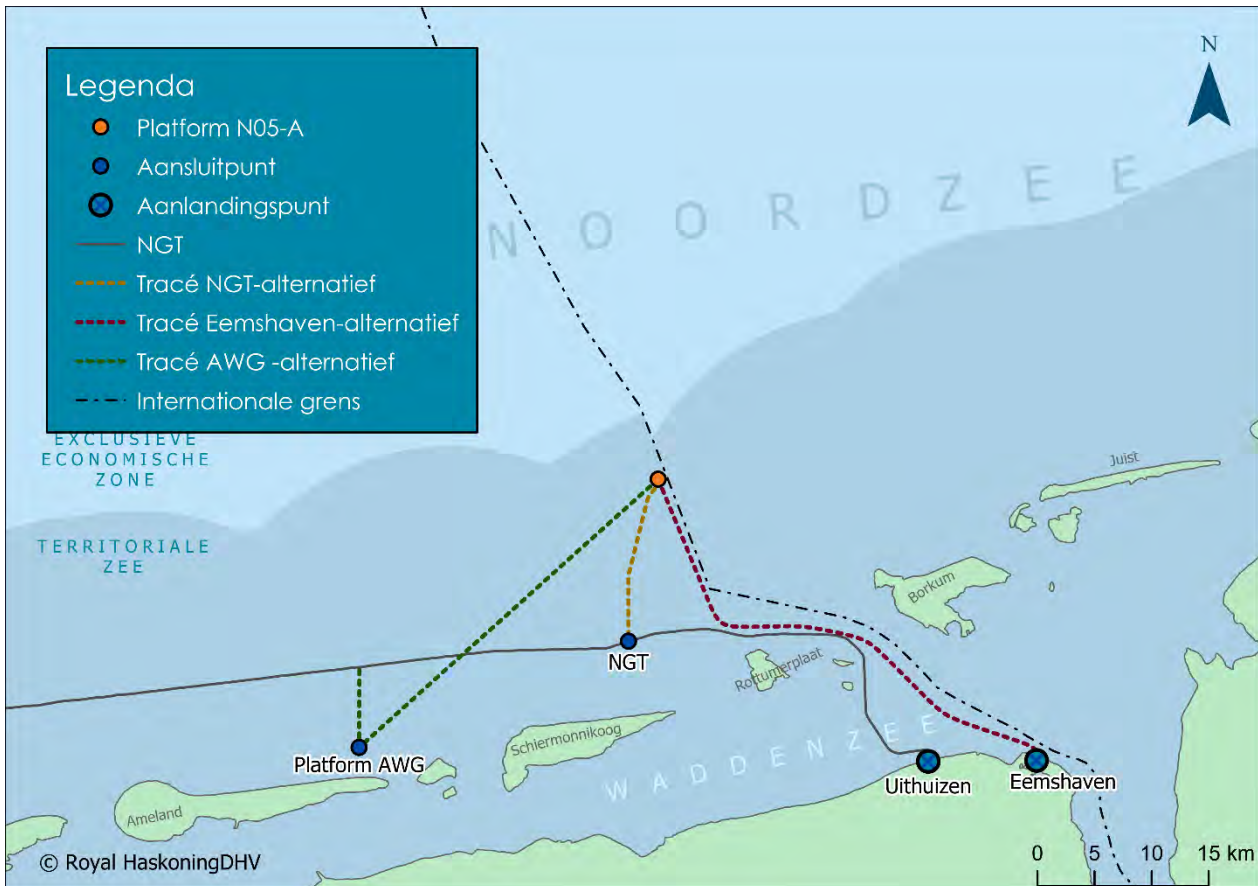 Legenda
Platform N05-A
Aansluitpunt
Aanlandingspunt
NGT
Tracé NGT-alternatief
Tracé Eemshaven-alternatief
Tracé AWG -alternatief
Internationale grens
N
NOORDZEE
EXCLUSIEVE
ECONOMISCHE
ZONE
TERRITORIALE
ZEE
Juist
Borkum
NGT
Rottumerplaat
Schiermonnikoog
Platform AWG
WADDENZEE
Uithuizen
Eemshaven
Ameland
© Royal HaskoningDHV
0 5 10 15 km